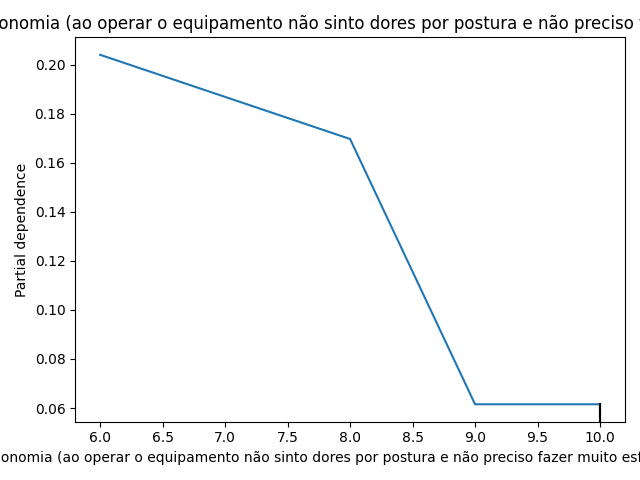 onomia (ao operar o equipamento não sinto dores por postura e não preciso
0.20
0.18
0.16
0.14
0.12
0.10
0.08
0.06
Partial dependence
6.0 6.5 7.0 7.5 8.0 8.5 9.0 9.5 10.0
onomia (ao operar o equipamento não sinto dores por postura e não preciso fazer muito esf